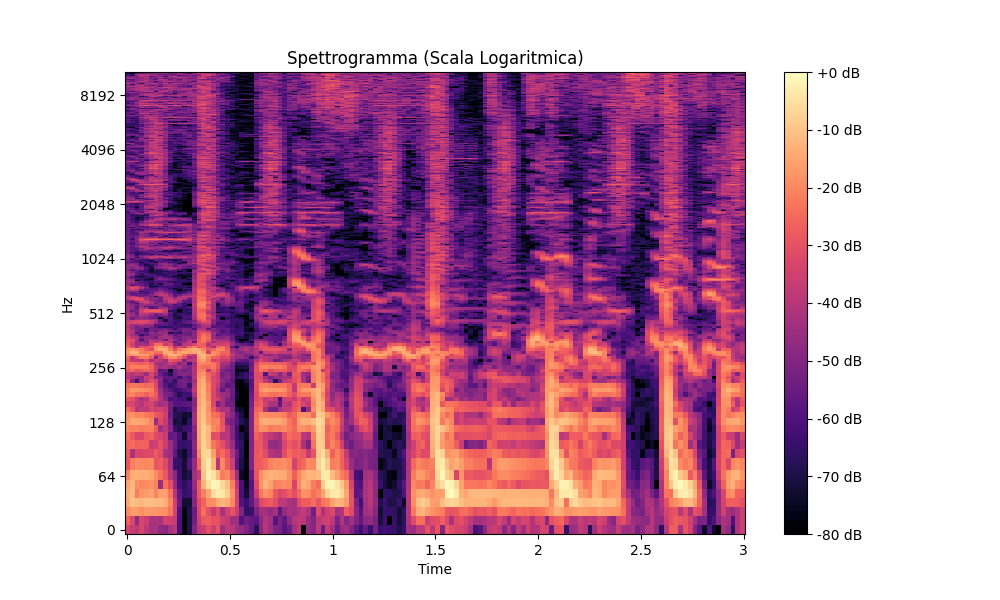 Spettrogramma (Scala Logaritmica)
8192
4096
2048
1024
512
256
128
64
0
Hz
0
0.5
1
1.5
2
2.5
3
Time
+0 dB
-10 dB
-20 dB
-30 dB
-40 dB
-50 dB
-60 dB
-70 dB
-80 dB